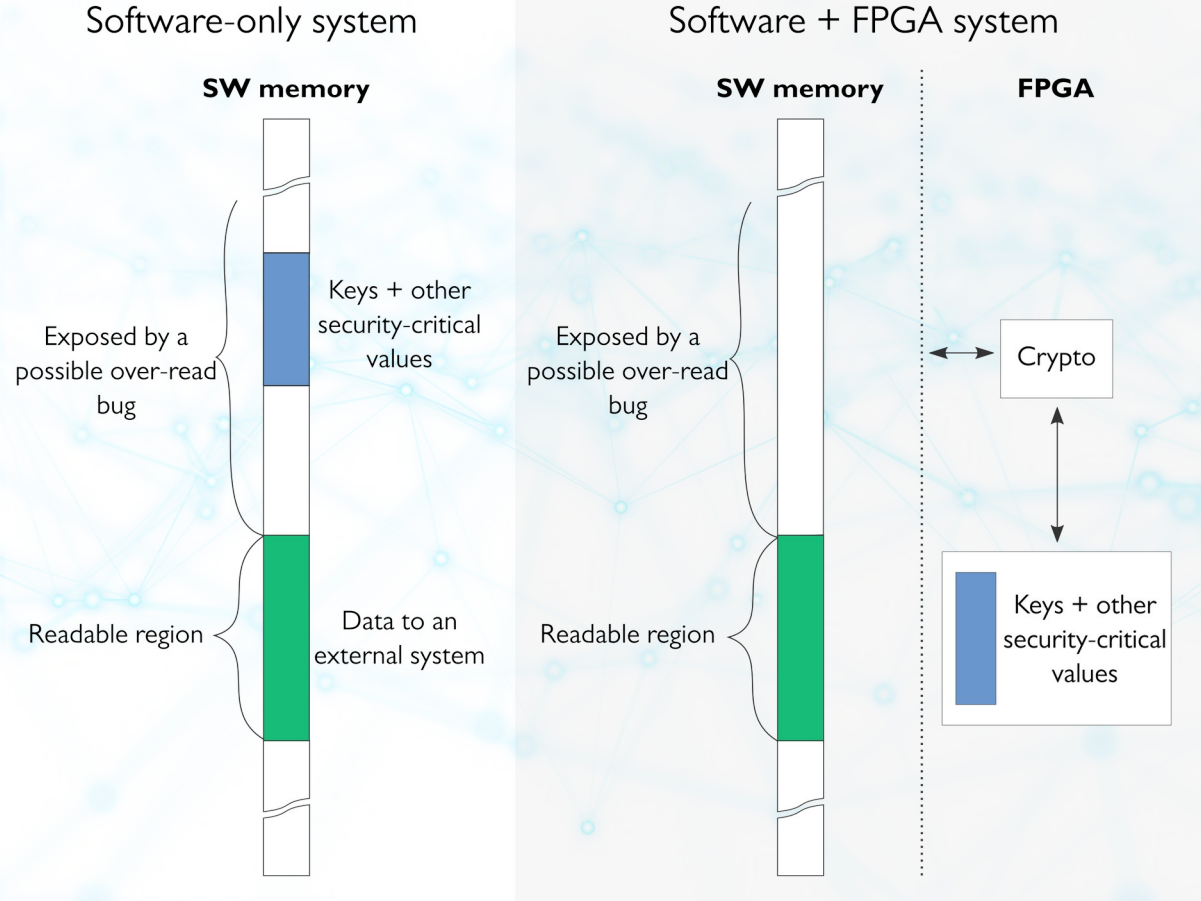 Software-only system
SW memory
Exposed by a
possible over-read
bug
Keys + other
security-critical
values
Readable region
Data to an
external system
Software + FPGA system
SW memory
FPGA
Exposed by a
possible over-read
bug
Crypto
Readable region
Keys + other
security-critical
values